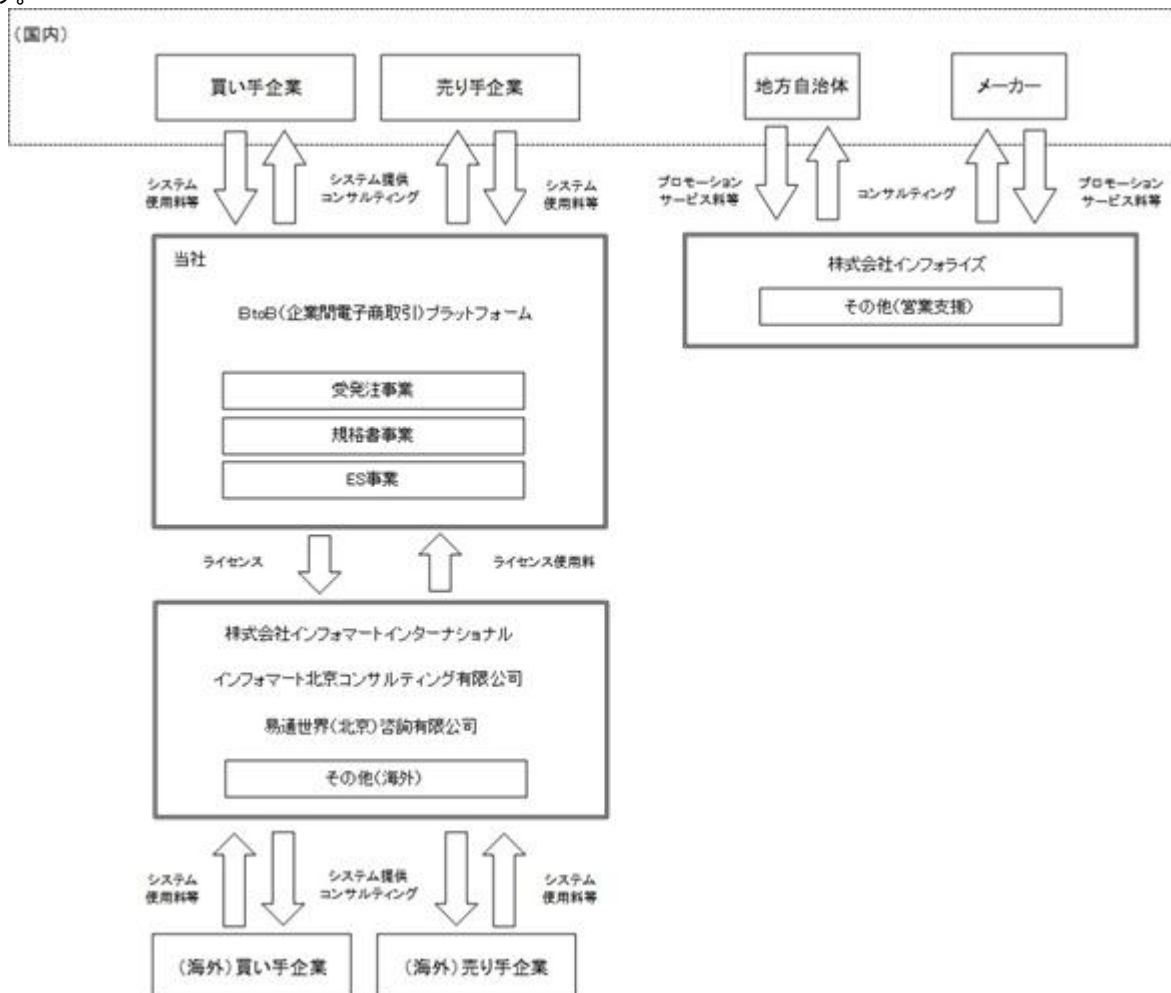 す。
(国内)
買い手企業
売り手企業
地方自治体
メーカー
システム
使用料等
システム提供
コンサルティング
システム
使用料等
プロモーション
サービス料等
コンサルティング
プロモーション
サービス料等
当社
BtoB(企業間電子商取引)プラットフォーム
受発注事業
規格書事業
ES事業
株式会社インフォライズ
その他(営業支援)
ライセンス
ライセンス使用料
株式会社インフォマートインターナショナル
インフォマート北京コンサルティング有限公司
易通世界(北京)咨詢有限公司
その他(海外)
システム
使用料等
システム提供
コンサルティング
システム
使用料等
(海外)買い手企業
(海外)売り手企業